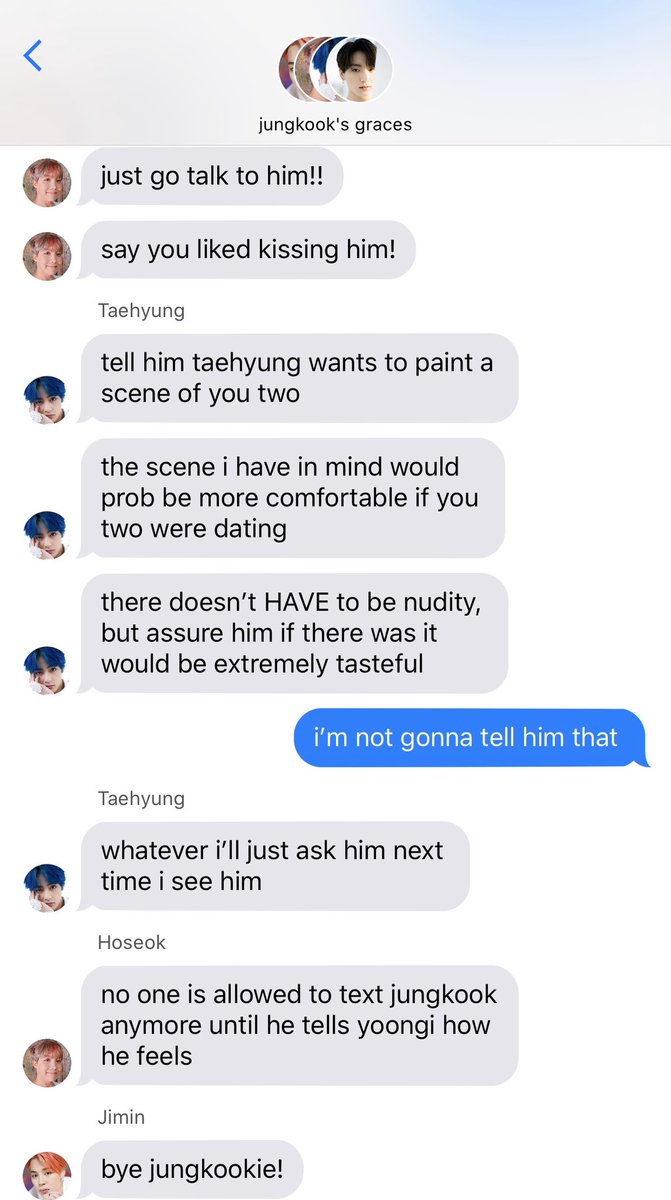 jungkook's graces
just go talk to him!!
say you liked kissing him!
Taehyung
tell him taehyung wants to paint a
scene of you two
the scene i have in mind would
prob be more comfortable if you
two were dating
there doesn’t HAVE to be nudity,
but assure him if there was it
would be extremely tasteful
i’m not gonna tell him that
Taehyung
whatever i’ll just ask him next
time i see him
Hoseok
no one is allowed to text jungkook
anymore until he tells yoongi how
he feels
Jimin
bye jungkookie!